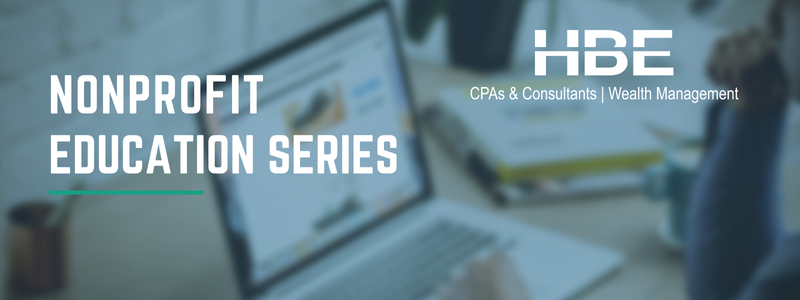 NONPROFIT
EDUCATION SERIES
HBE
CPAs & Consultants | Wealth Management